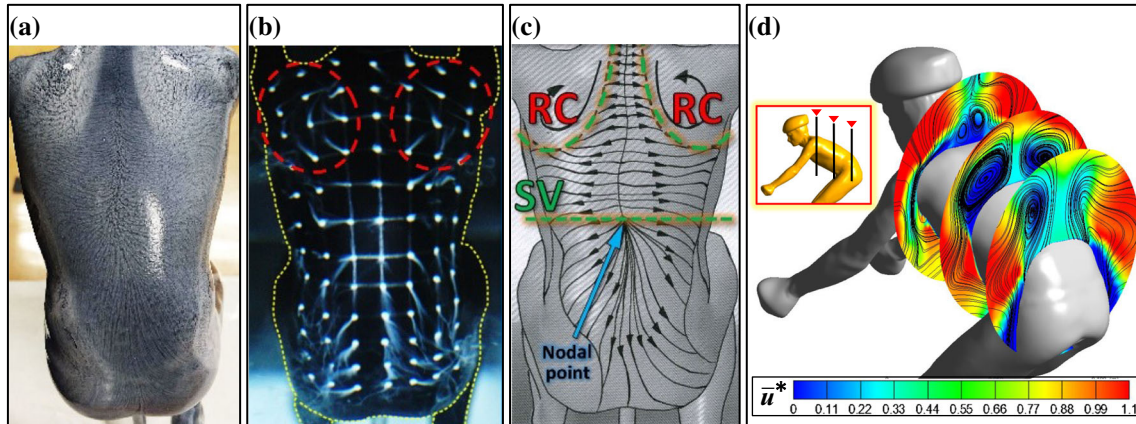 (a)
(b)
(c)
(d)
RC
RC
SV
Nodal
point
u̅*
0 0.11 0.22 0.33 0.44 0.55 0.66 0.77 0.88 0.99 1.1